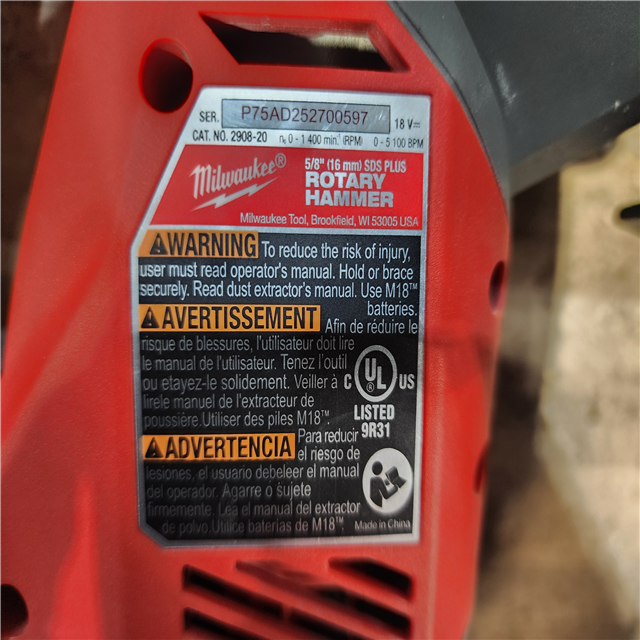 SER. P75AD252700597 18 V⎓
CAT. NO. 2908-20 n₀ 0 - 1 400 min.⁻¹ (RPM) 0 - 5 100 BPM
Milwaukee®
5/8" (16 mm) SDS PLUS
ROTARY
HAMMER
Milwaukee Tool, Brookfield, WI 53005 USA
WARNING To reduce the risk of injury,
user must read operator's manual. Hold or brace
securely. Read dust extractor's manual. Use M18™
batteries.
AVERTISSEMENT Afin de réduire le
risque de blessures, l'utilisateur doit lire
le manuel de l'utilisateur. Tenez l'outil
ou etayez-le solidement. Veiller à
lirele manuel de l'extracteur de
poussière.Utiliser des piles M18™.
C UL US
LISTED
9R31
ADVERTENCIA Para reducir
el riesgo de
lesiones, el usuario debeleer el manual
del operador. Agarre o sujete
firmemente. Lea el manual del extractor
de polvo.Utilice baterías de M18™.
Made in China